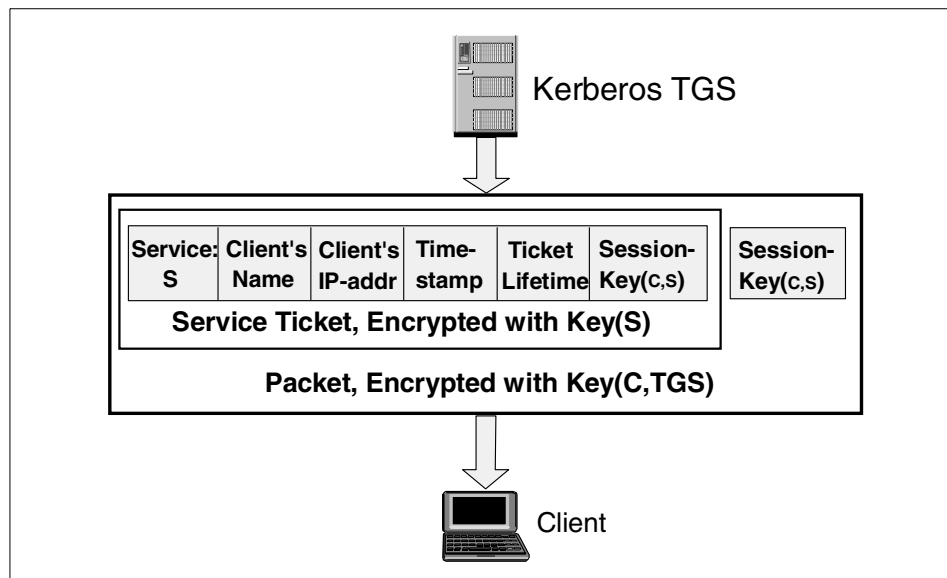 Kerberos TGS
Service: S
Client's Name
Client's IP-addr
Time-stamp
Ticket Lifetime
Session-Key(C,S)
Session-Key(C,S)
Service Ticket, Encrypted with Key(S)
Packet, Encrypted with Key(C,TGS)
Client